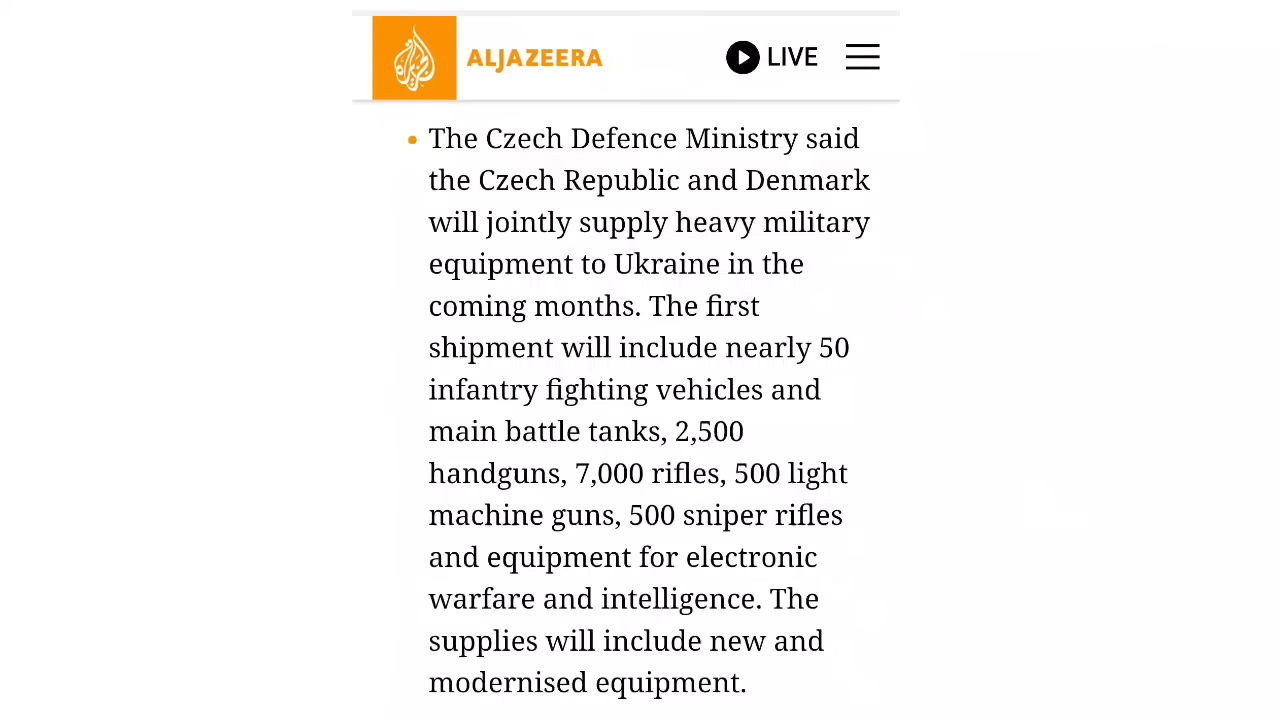 ALJAZEERA
LIVE
• The Czech Defence Ministry said
the Czech Republic and Denmark
will jointly supply heavy military
equipment to Ukraine in the
coming months. The first
shipment will include nearly 50
infantry fighting vehicles and
main battle tanks, 2,500
handguns, 7,000 rifles, 500 light
machine guns, 500 sniper rifles
and equipment for electronic
warfare and intelligence. The
supplies will include new and
modernised equipment.